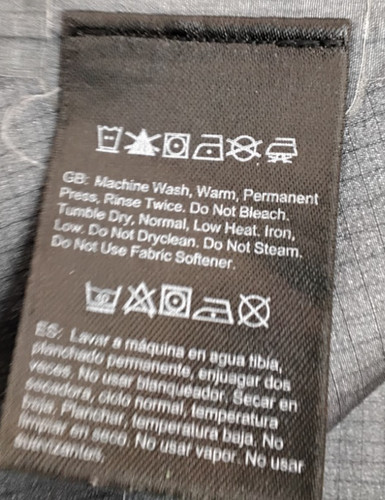 GB: Machine Wash, Warm, Permanent
Press, Rinse Twice. Do Not Bleach.
Tumble Dry, Normal, Low Heat. Iron,
Low. Do Not Dryclean. Do Not Steam.
Do Not Use Fabric Softener.
ES: Lavar a máquina en agua tibia,
planchado permanente, enjuagar dos
veces. No usar blanqueador. Secar en
secadora, ciclo normal, temperatura
baja. Planchar, temperatura baja. No
limpiar en seco. No usar vapor. No usar
suavizantes.